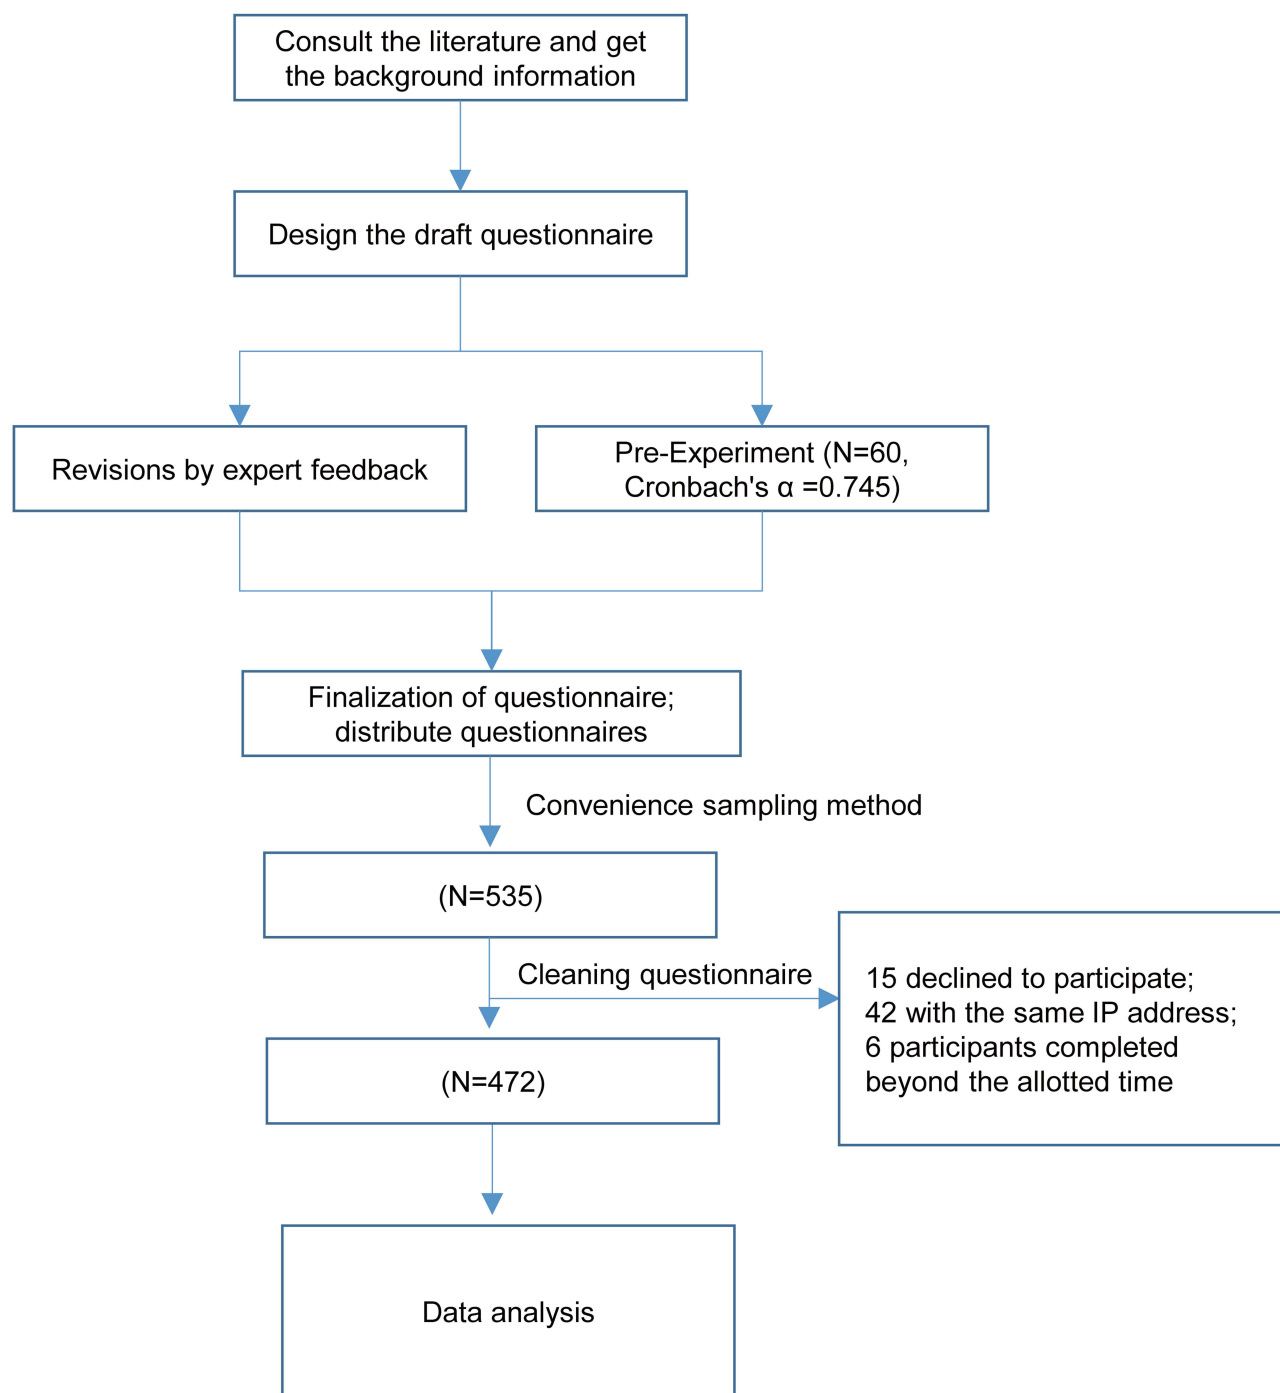 Consult the literature and get
the background information
Design the draft questionnaire
Revisions by expert feedback
Pre-Experiment (N=60,
Cronbach's α =0.745)
Finalization of questionnaire;
distribute questionnaires
Convenience sampling method
(N=535)
Cleaning questionnaire
15 declined to participate;
42 with the same IP address;
6 participants completed
beyond the allotted time
(N=472)
Data analysis